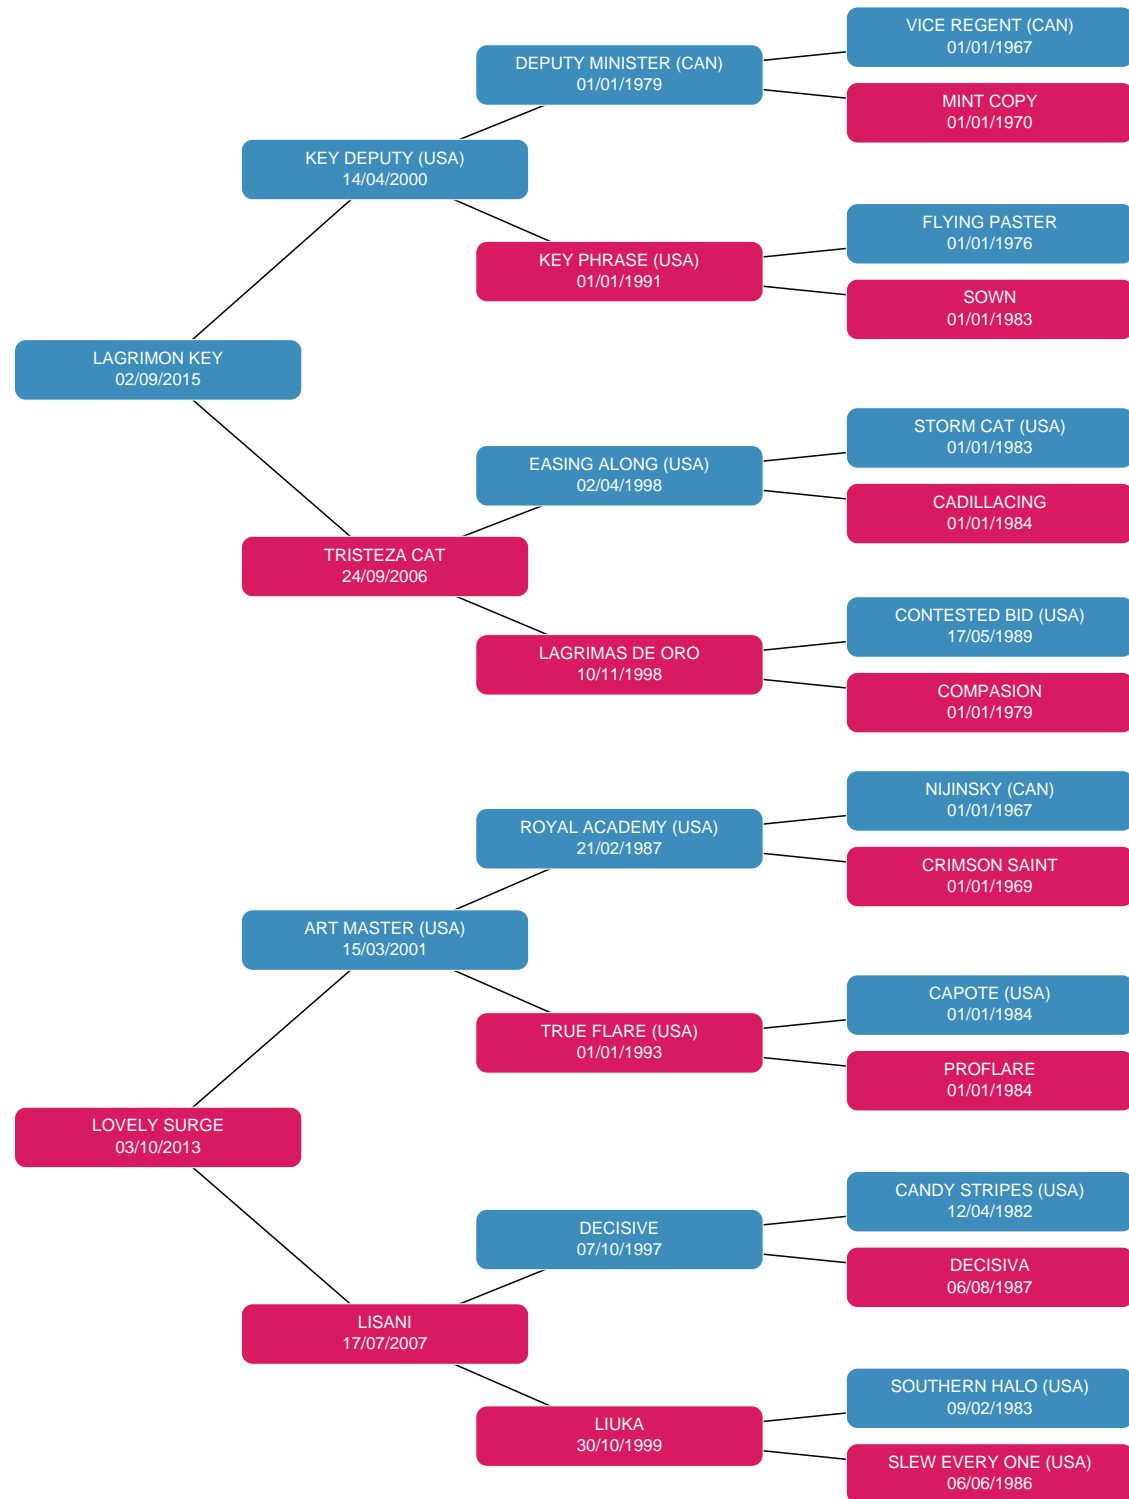 VICE REGENT (CAN)
01/01/1967
DEPUTY MINISTER (CAN)
01/01/1979
MINT COPY
01/01/1970
KEY DEPUTY (USA)
14/04/2000
FLYING PASTER
01/01/1976
KEY PHRASE (USA)
01/01/1991
SOWN
01/01/1983
LAGRIMON KEY
02/09/2015
STORM CAT (USA)
01/01/1983
EASING ALONG (USA)
02/04/1998
CADILLACING
01/01/1984
TRISTEZA CAT
24/09/2006
CONTESTED BID (USA)
17/05/1989
LAGRIMAS DE ORO
10/11/1998
COMPASION
01/01/1979
NIJINSKY (CAN)
01/01/1967
ROYAL ACADEMY (USA)
21/02/1987
CRIMSON SAINT
01/01/1969
ART MASTER (USA)
15/03/2001
CAPOTE (USA)
01/01/1984
TRUE FLARE (USA)
01/01/1993
PROFLARE
01/01/1984
LOVELY SURGE
03/10/2013
CANDY STRIPES (USA)
12/04/1982
DECISIVE
07/10/1997
DECISIVA
06/08/1987
LISANI
17/07/2007
SOUTHERN HALO (USA)
09/02/1983
LIUKA
30/10/1999
SLEW EVERY ONE (USA)
06/06/1986